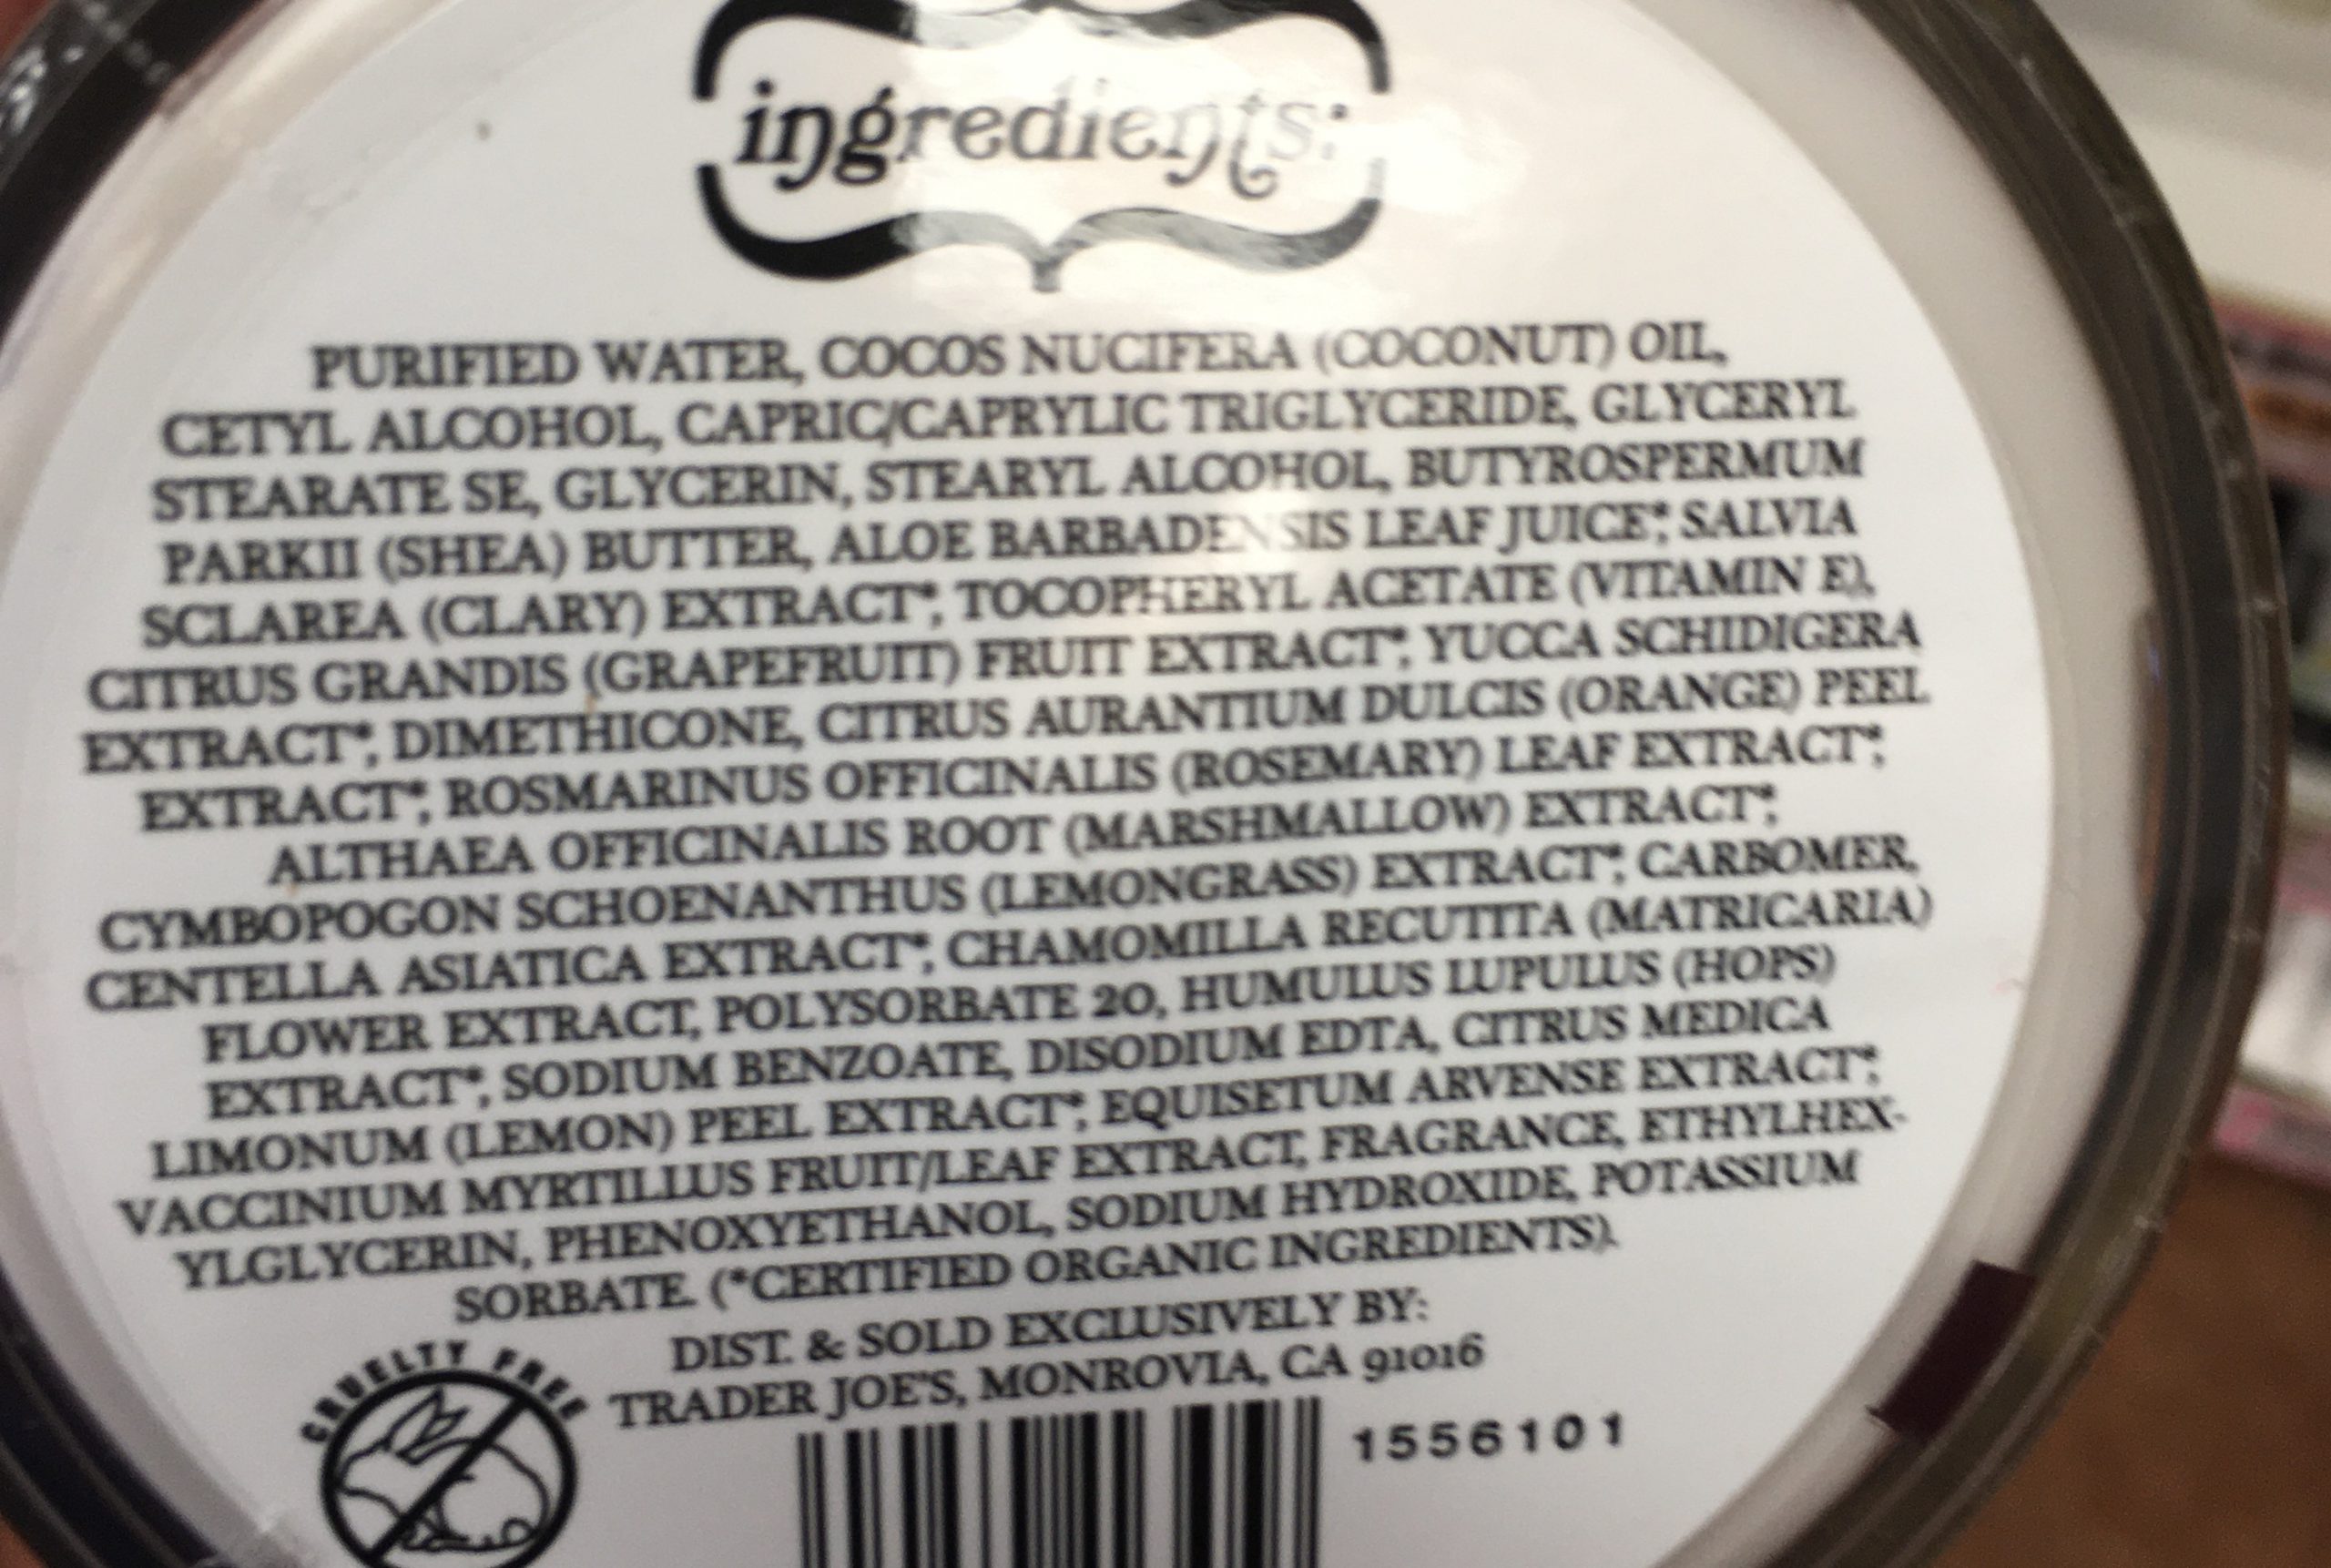 ingredients:
PURIFIED WATER, COCOS NUCIFERA (COCONUT) OIL,
CETYL ALCOHOL, CAPRIC/CAPRYLIC TRIGLYCERIDE, GLYCERYL
STEARATE SE, GLYCERIN, STEARYL ALCOHOL, BUTYROSPERMUM
PARKII (SHEA) BUTTER, ALOE BARBADENSIS LEAF JUICE*, SALVIA
SCLAREA (CLARY) EXTRACT*, TOCOPHERYL ACETATE (VITAMIN E),
CITRUS GRANDIS (GRAPEFRUIT) FRUIT EXTRACT*, YUCCA SCHIDIGERA
EXTRACT*, DIMETHICONE, CITRUS AURANTIUM DULCIS (ORANGE) PEEL
EXTRACT*, ROSMARINUS OFFICINALIS (ROSEMARY) LEAF EXTRACT*,
ALTHAEA OFFICINALIS ROOT (MARSHMALLOW) EXTRACT*,
CYMBOPOGON SCHOENANTHUS (LEMONGRASS) EXTRACT*, CARBOMER,
CENTELLA ASIATICA EXTRACT*, CHAMOMILLA RECUTITA (MATRICARIA)
FLOWER EXTRACT, POLYSORBATE 20, HUMULUS LUPULUS (HOPS)
EXTRACT*, SODIUM BENZOATE, DISODIUM EDTA, CITRUS MEDICA
LIMONUM (LEMON) PEEL EXTRACT*, EQUISETUM ARVENSE EXTRACT*,
VACCINIUM MYRTILLUS FRUIT/LEAF EXTRACT, FRAGRANCE, ETHYLHEX-
YLGLYCERIN, PHENOXYETHANOL, SODIUM HYDROXIDE, POTASSIUM
SORBATE. (*CERTIFIED ORGANIC INGREDIENTS).
DIST. & SOLD EXCLUSIVELY BY:
TRADER JOE'S, MONROVIA, CA 91016
CRUELTY FREE
1556101